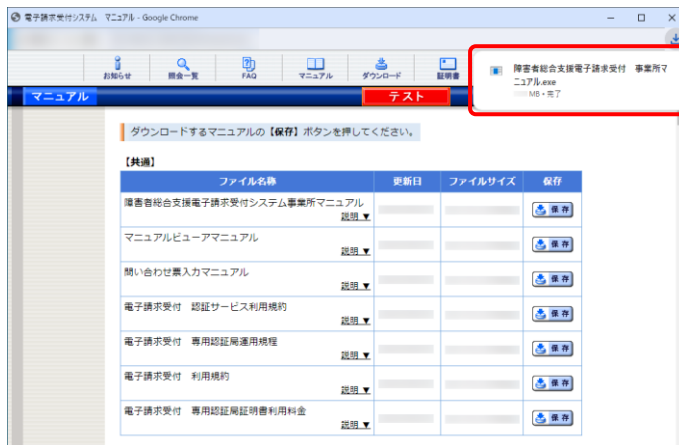 電子請求受付システム マニュアル - Google Chrome
お知らせ
照会一覧
FAQ
マニュアル
ダウンロード
証明書
障害者総合支援電子請求受付 事業所マ
ニュアル.exe
MB・完了
マニュアル
テスト
ダウンロードするマニュアルの【保存】ボタンを押してください。
【共通】
ファイル名称 更新日 ファイルサイズ 保存
障害者総合支援電子請求受付システム事業所マニュアル
説明 ▼
保存
マニュアルビューアマニュアル
説明 ▼
保存
問い合わせ票入力マニュアル
説明 ▼
保存
電子請求受付 認証サービス利用規約
説明 ▼
保存
電子請求受付 専用認証局運用規程
説明 ▼
保存
電子請求受付 利用規約
説明 ▼
保存
電子請求受付 専用認証局証明書利用料金
説明 ▼
保存